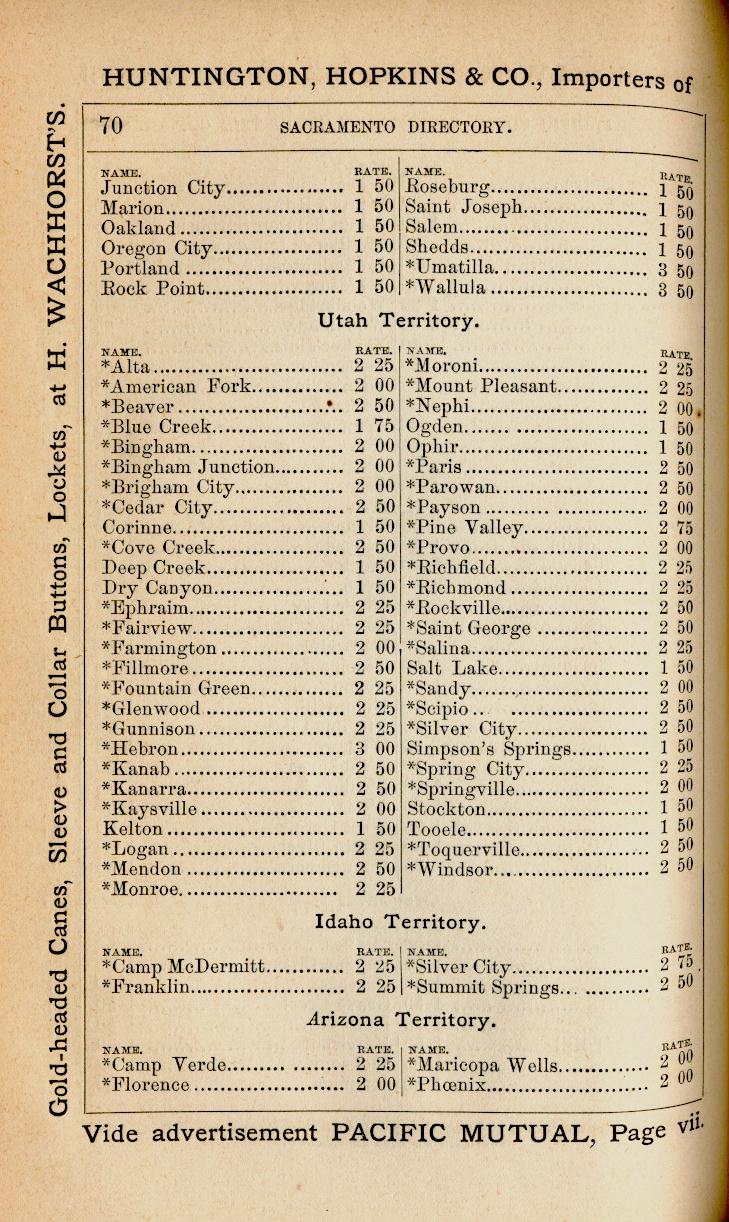 HUNTINGTON, HOPKINS & CO., Importers of
70 SACRAMENTO DIRECTORY.
NAME. RATE.
Junction City.................. 1 50
Marion........................... 1 50
Oakland ......................... 1 50
Oregon City.................... 1 50
Portland ........................ 1 50
Rock Point..................... 1 50
NAME. RATE.
Roseburg........................ 1 50
Saint Joseph................... 1 50
Salem............................. 1 50
Shedds........................... 1 50
*Umatilla....................... 3 50
*Wallula ........................ 3 50
Utah Territory.
NAME. RATE.
*Alta............................. 2 25
*American Fork.............. 2 00
*Beaver ......................... 2 50
*Blue Creek.................... 1 75
*Bingham....................... 2 00
*Bingham Junction.......... 2 00
*Brigham City................. 2 00
*Cedar City.................... 2 50
Corinne.......................... 1 50
*Cove Creek................... 2 50
Deep Creek..................... 1 50
Dry Canyon.................... 1 50
*Ephraim....................... 2 25
*Fairview....................... 2 25
*Farmington ................... 2 00
*Fillmore........................ 2 50
*Fountain Green.............. 2 25
*Glenwood ..................... 2 25
*Gunnison...................... 2 25
*Hebron......................... 3 00
*Kanab .......................... 2 50
*Kanarra........................ 2 50
*Kaysville ...................... 2 00
Kelton ........................... 1 50
*Logan .......................... 2 25
*Mendon ........................ 2 50
*Monroe......................... 2 25
NAME. RATE.
*Moroni......................... 2 25
*Mount Pleasant.............. 2 25
*Nephi........................... 2 00
Ogden............................ 1 50
Ophir............................. 1 50
*Paris ............................ 2 50
*Parowan....................... 2 50
*Payson ......................... 2 00
*Pine Valley................... 2 75
*Provo........................... 2 00
*Richfield....................... 2 25
*Richmond ..................... 2 25
*Rockville...................... 2 50
*Saint George ................. 2 50
*Salina........................... 2 25
Salt Lake........................ 1 50
*Sandy........................... 2 00
*Scipio........................... 2 50
*Silver City.................... 2 50
Simpson's Springs............ 1 50
*Spring City................... 2 25
*Springville.................... 2 00
Stockton......................... 1 50
Tooele............................ 1 50
*Toquerville.................... 2 50
*Windsor........................ 2 50
Idaho Territory.
NAME. RATE.
*Camp McDermitt............ 2 25
*Franklin........................ 2 25
NAME. RATE.
*Silver City..................... 2 75
*Summit Springs.............. 2 50
Arizona Territory.
NAME. RATE.
*Camp Verde................... 2 25
*Florence ....................... 2 00
NAME. RATE.
*Maricopa Wells.............. 2 00
*Phœnix......................... 2 00
Vide advertisement PACIFIC MUTUAL, Page vii.
Gold-headed Canes, Sleeve and Collar Buttons, Lockets, at H. WACHHORST'S.